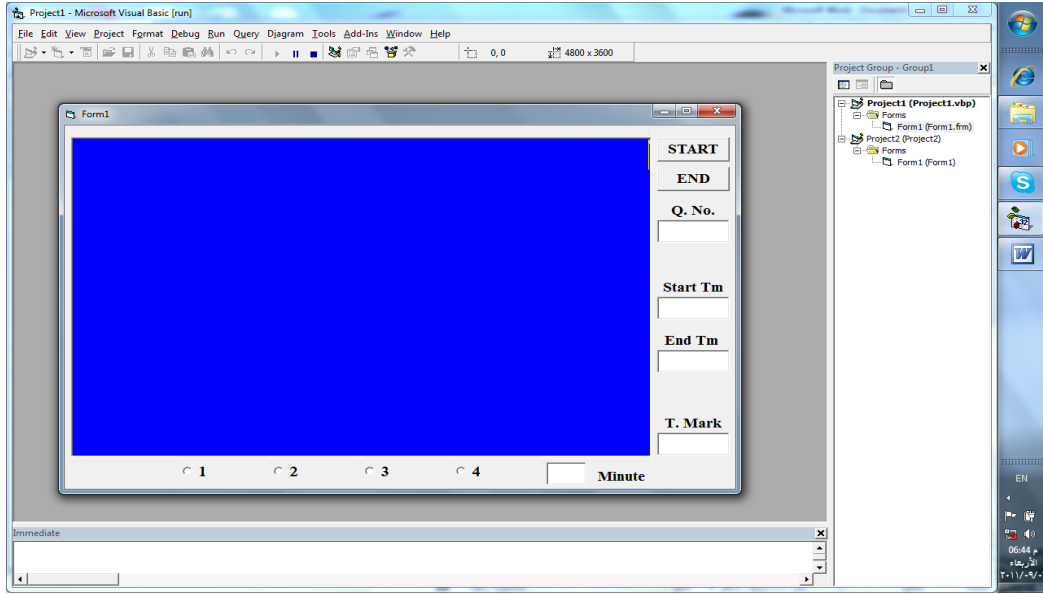 Project1 - Microsoft Visual Basic [run]
File Edit View Project Format Debug Run Query Diagram Tools Add-Ins Window Help
0, 0 4800 x 3600
Project Group - Group1
Project1 (Project1.vbp)
Forms
Form1 (Form1.frm)
Project2 (Project2)
Forms
Form1 (Form1)
Form1
START
END
Q. No.
Start Tm
End Tm
T. Mark
1 2 3 4 Minute
Immediate
EN
06:44 م
الأربعاء